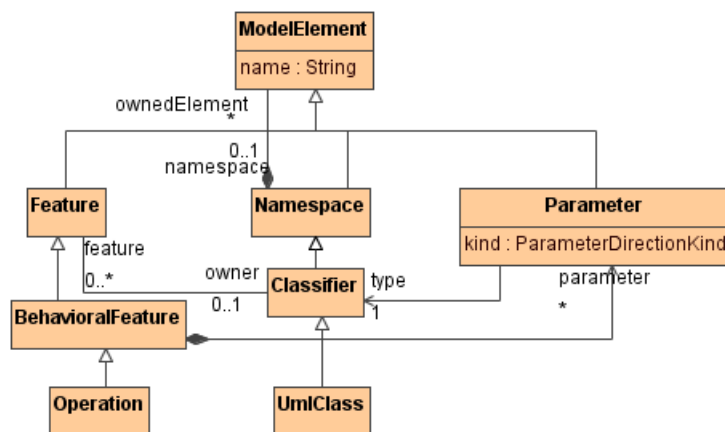 ModelElement
name : String
ownedElement
*
0..1
namespace
Feature
Namespace
Parameter
kind : ParameterDirectionKind
feature
0..*
owner
0..1
Classifier
type
1
parameter
*
BehavioralFeature
Operation
UmlClass